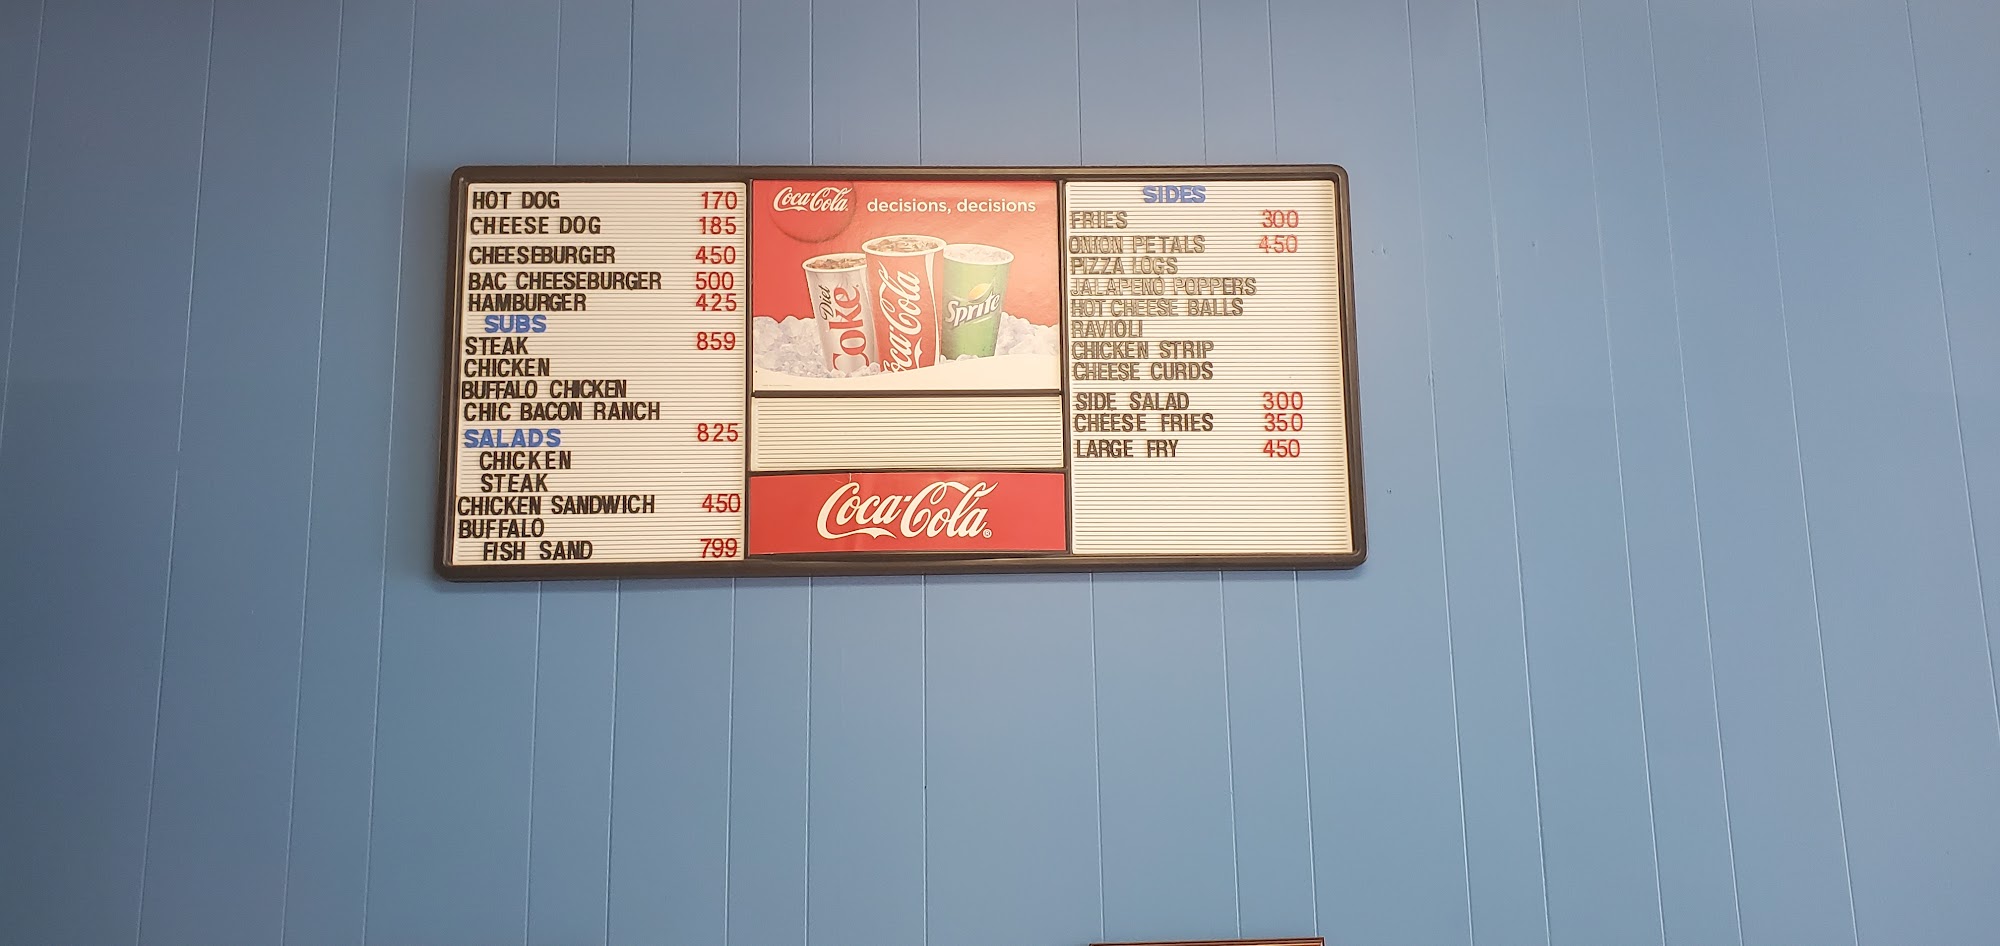 HOT DOG 170
CHEESE DOG 185
CHEESEBURGER 450
BAC CHEESEBURGER 500
HAMBURGER 425
SUBS
STEAK 859
CHICKEN
BUFFALO CHICKEN
CHIC BACON RANCH
SALADS 825
CHICKEN
STEAK
CHICKEN SANDWICH 450
BUFFALO
FISH SAND 799
Coca-Cola decisions, decisions
Diet Coke
Coca-Cola
Sprite
Coca-Cola
SIDES
FRIES 300
ONION PETALS 450
PIZZA LOGS
JALAPENO POPPERS
HOT CHEESE BALLS
RAVIOLI
CHICKEN STRIP
CHEESE CURDS
SIDE SALAD 300
CHEESE FRIES 350
LARGE FRY 450